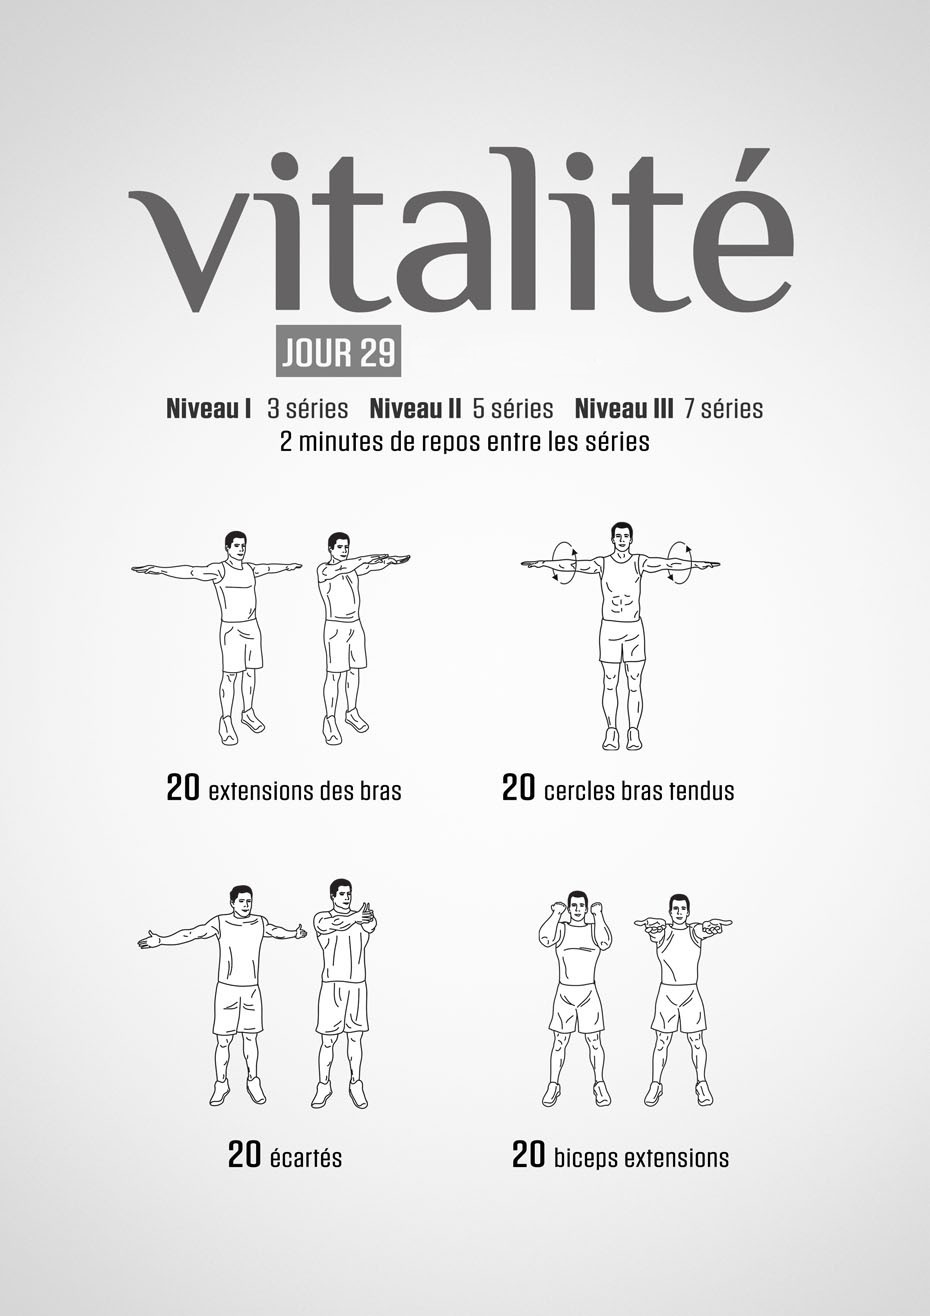 vitalité
JOUR 29
Niveau I 3 séries Niveau II 5 séries Niveau III 7 séries
2 minutes de repos entre les séries
20 extensions des bras
20 cercles bras tendus
20 écartés
20 biceps extensions